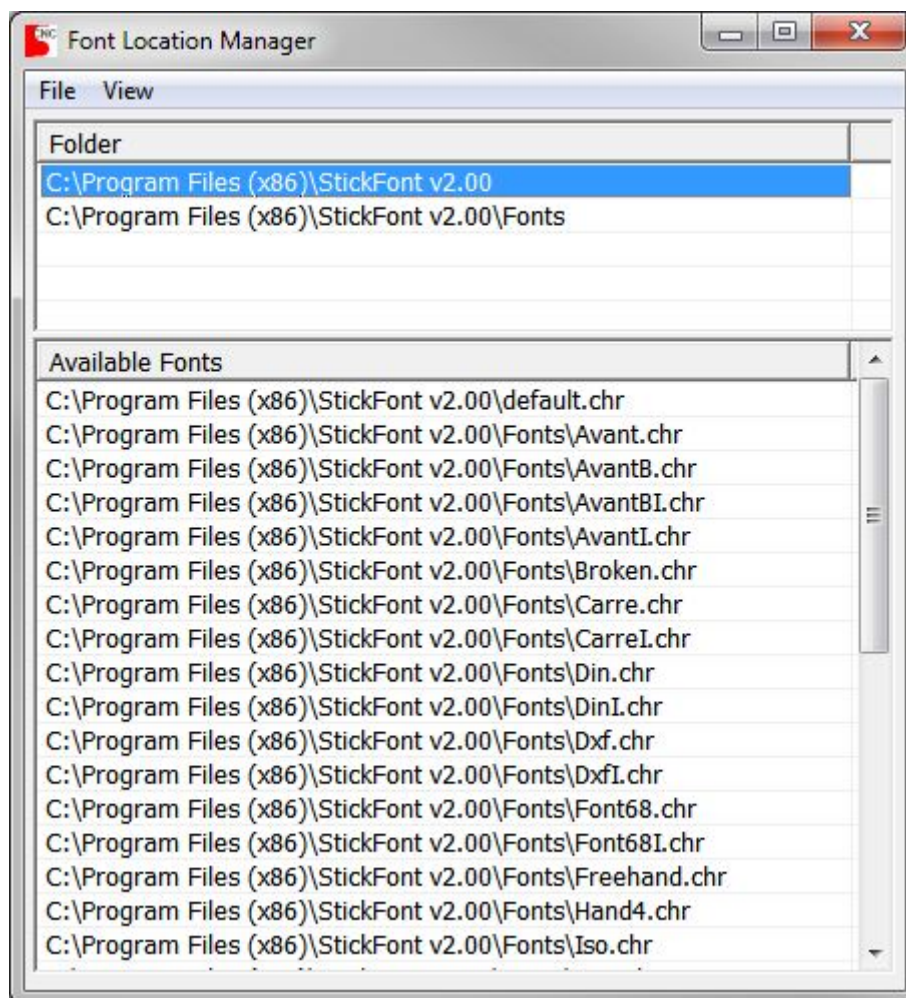 CNC
Font Location Manager
File View
Folder
C:\Program Files (x86)\StickFont v2.00
C:\Program Files (x86)\StickFont v2.00\Fonts
Available Fonts
C:\Program Files (x86)\StickFont v2.00\default.chr
C:\Program Files (x86)\StickFont v2.00\Fonts\Avant.chr
C:\Program Files (x86)\StickFont v2.00\Fonts\AvantB.chr
C:\Program Files (x86)\StickFont v2.00\Fonts\AvantBI.chr
C:\Program Files (x86)\StickFont v2.00\Fonts\AvantI.chr
C:\Program Files (x86)\StickFont v2.00\Fonts\Broken.chr
C:\Program Files (x86)\StickFont v2.00\Fonts\Carre.chr
C:\Program Files (x86)\StickFont v2.00\Fonts\CarreI.chr
C:\Program Files (x86)\StickFont v2.00\Fonts\Din.chr
C:\Program Files (x86)\StickFont v2.00\Fonts\DinI.chr
C:\Program Files (x86)\StickFont v2.00\Fonts\Dxf.chr
C:\Program Files (x86)\StickFont v2.00\Fonts\DxfI.chr
C:\Program Files (x86)\StickFont v2.00\Fonts\Font68.chr
C:\Program Files (x86)\StickFont v2.00\Fonts\Font68I.chr
C:\Program Files (x86)\StickFont v2.00\Fonts\Freehand.chr
C:\Program Files (x86)\StickFont v2.00\Fonts\Hand4.chr
C:\Program Files (x86)\StickFont v2.00\Fonts\Iso.chr